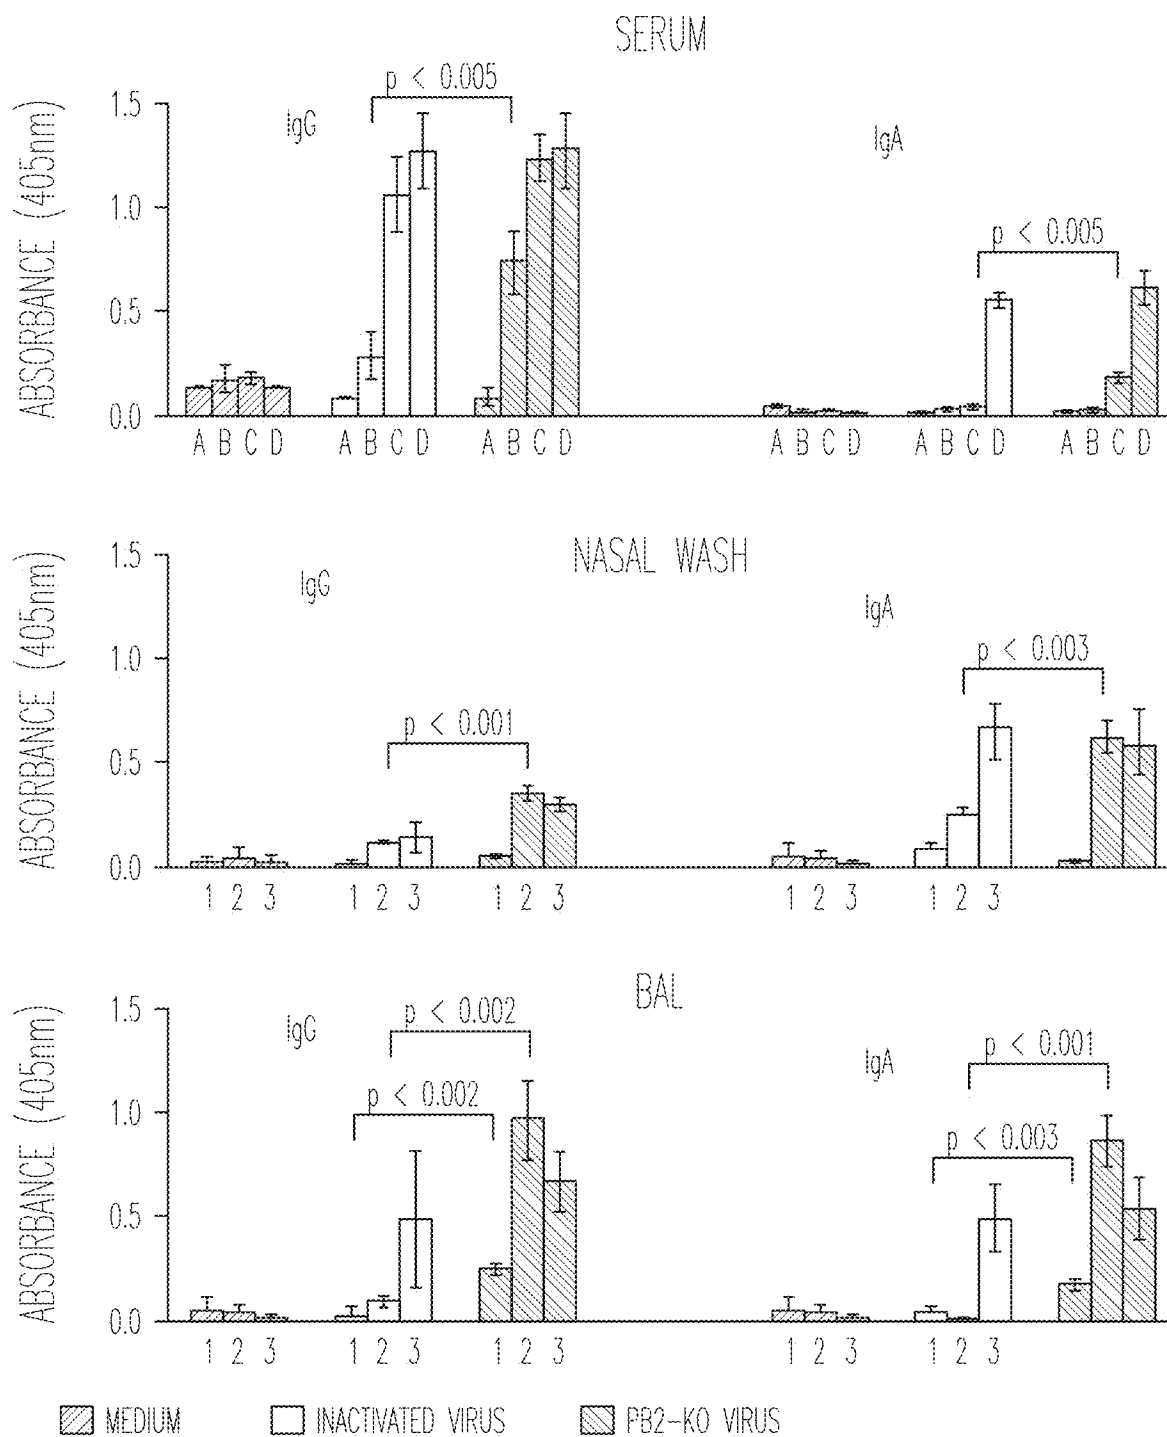 SERUM
ABSORBANCE (405nm)
1.5
1.0
0.5
0.0
IgG
p < 0.005
IgA
p < 0.005
A B C D A B C D A B C D A B C D A B C D A B C D
NASAL WASH
ABSORBANCE (405nm)
1.5
1.0
0.5
0.0
IgG
p < 0.001
IgA
p < 0.003
1 2 3 1 2 3 1 2 3 1 2 3 1 2 3
BAL
ABSORBANCE (405nm)
1.5
1.0
0.5
0.0
IgG
p < 0.002
p < 0.002
IgA
p < 0.001
p < 0.003
1 2 3 1 2 3 1 2 3 1 2 3 1 2 3
MEDIUM INACTIVATED VIRUS PB2-KO VIRUS